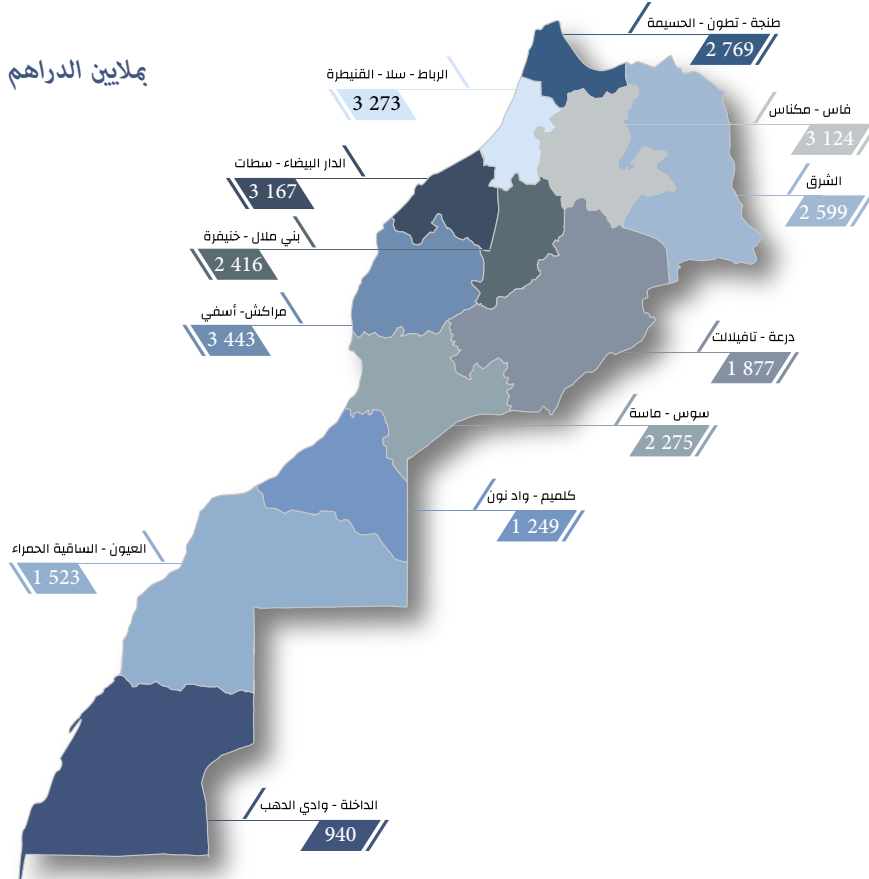 طنجة - تطون - الحسيمة
2 769
بملايين الدراهم
الرباط - سلا - القنيطرة
3 273
فاس - مكناس
3 124
الدار البيضاء - سطات
3 167
الشرق
2 599
بني ملال - خنيفرة
2 416
مراكش- أسفي
3 443
درعة - تافيلالت
1 877
سوس - ماسة
2 275
كلميم - واد نون
1 249
العيون - الساقية الحمراء
1 523
الداخلة - وادي الدهب
940